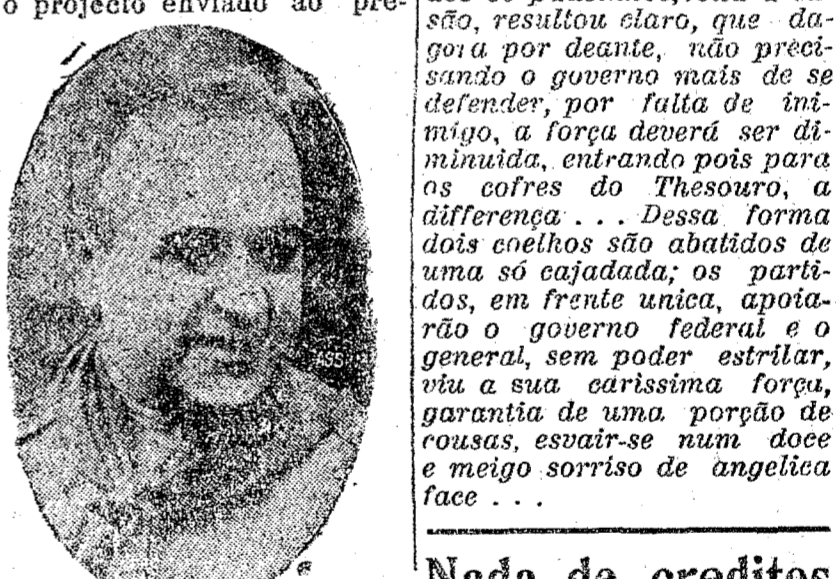 o projecto enviado ao pre-
são, resultou claro, que da-
gora por deante, não preci-
sando o governo mais de se
defender, por falta de ini-
migo, a força deverá ser di-
minuida, entrando pois para
os cofres do Thesouro, a
differença . . . Dessa forma
dois coelhos são abatidos de
uma só cajadada; os parti-
dos, em frente unica, apoia-
rão o governo federal e o
general, sem poder estrilar,
viu a sua carissima força,
garantia de uma porção de
cousas, esvair-se num doce
e meigo sorriso de angelica
face . . .
Nada de creditos